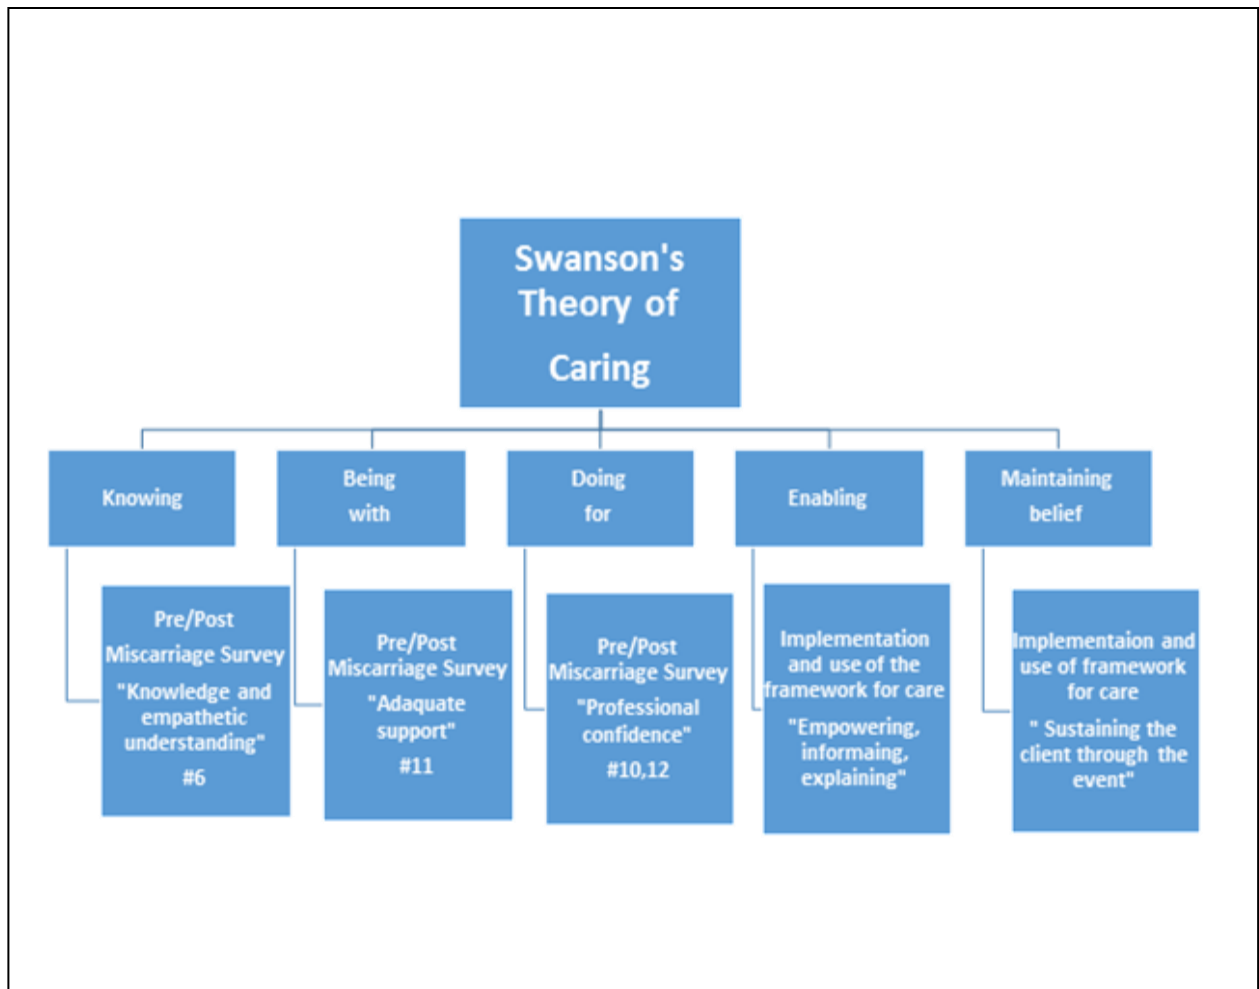 Swanson's
Theory of
Caring
Knowing
Being
with
Doing
for
Enabling
Maintaining
belief
Pre/Post
Miscarriage Survey
"Knowledge and
empathetic
understanding"
#6
Pre/Post
Miscarriage Survey
"Adaquate
support"
#11
Pre/Post
Miscarriage Survey
"Professional
confidence"
#10,12
Implementation
and use of the
framework for care
"Empowering,
informaing,
explaining"
Implementaion and
use of framework
for care
" Sustaining the
client through the
event"